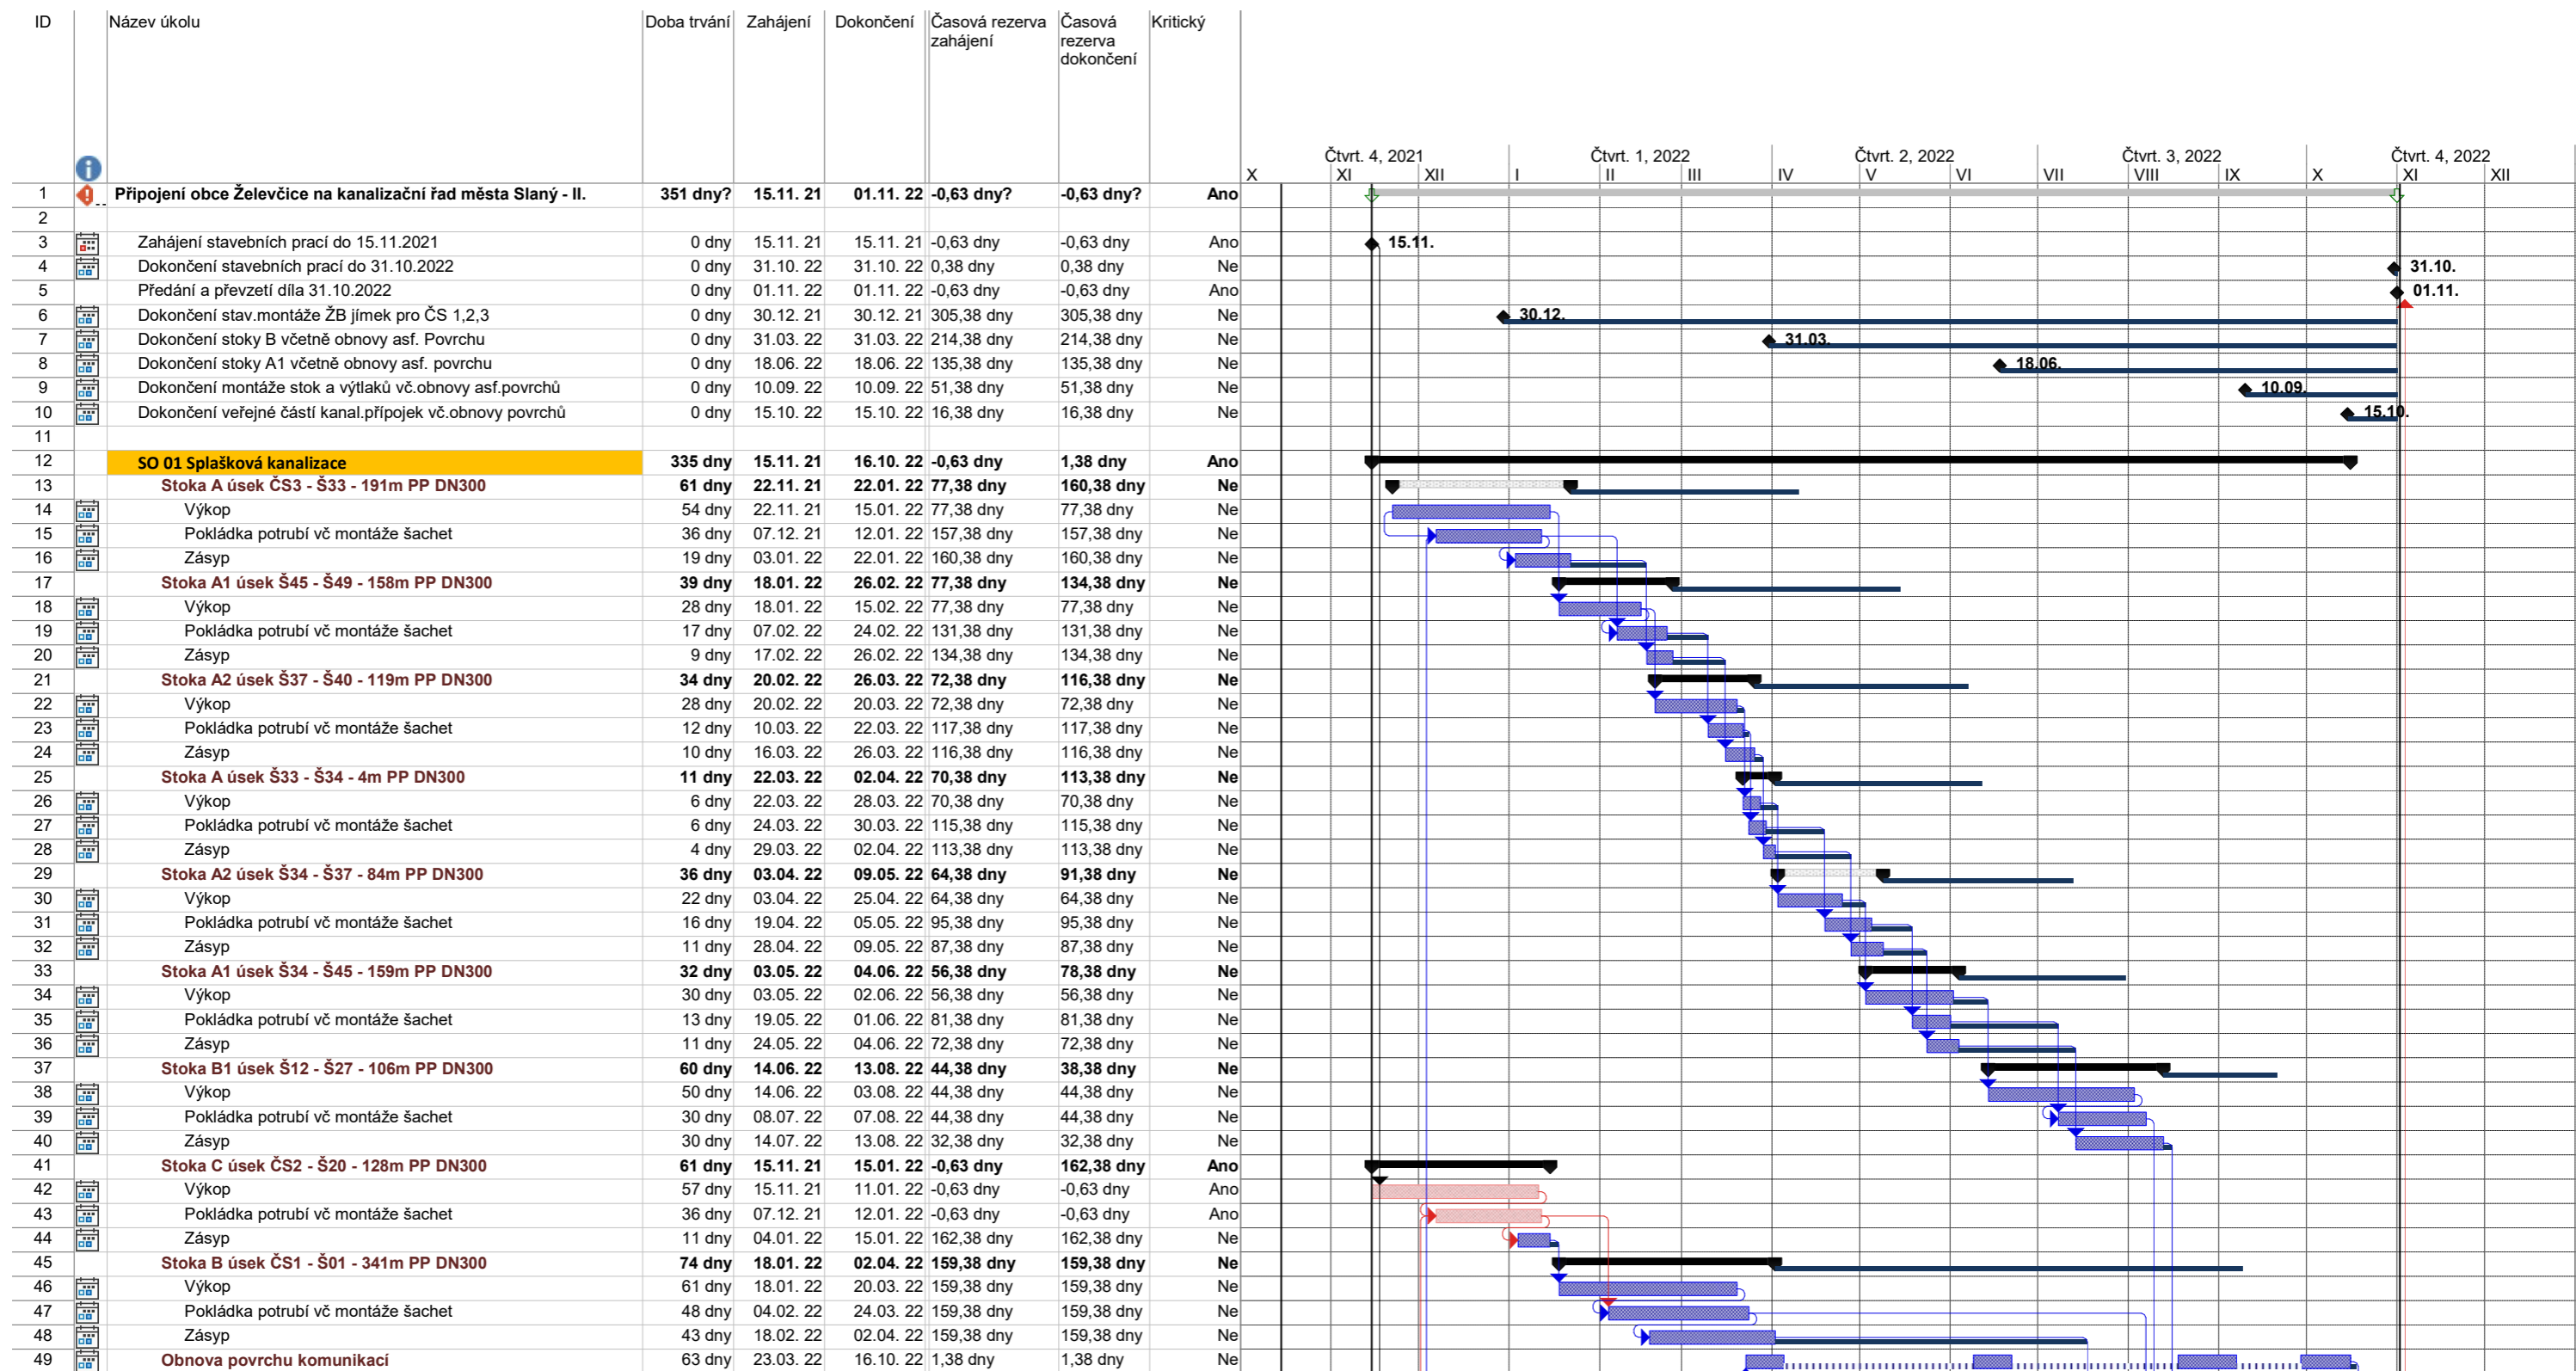 ID Název úkolu Doba trvání Zahájení Dokončení Časová rezerva zahájení Časová rezerva dokončení Kritický
Čtvrt. 4, 2021 Čtvrt. 1, 2022 Čtvrt. 2, 2022 Čtvrt. 3, 2022 Čtvrt. 4, 2022
X XI XII I II III IV V VI VII VIII IX X XI XII
1 Připojení obce Želevčice na kanalizační řad města Slaný - II. 351 dny? 15.11. 21 01.11. 22 -0,63 dny? -0,63 dny? Ano
2
3 Zahájení stavebních prací do 15.11.2021 0 dny 15.11. 21 15.11. 21 -0,63 dny -0,63 dny Ano 15.11.
4 Dokončení stavebních prací do 31.10.2022 0 dny 31.10. 22 31.10. 22 0,38 dny 0,38 dny Ne 31.10.
5 Předání a převzetí díla 31.10.2022 0 dny 01.11. 22 01.11. 22 -0,63 dny -0,63 dny Ano 01.11.
6 Dokončení stav.montáže ŽB jímek pro ČS 1,2,3 0 dny 30.12. 21 30.12. 21 305,38 dny 305,38 dny Ne 30.12.
7 Dokončení stoky B včetně obnovy asf. Povrchu 0 dny 31.03. 22 31.03. 22 214,38 dny 214,38 dny Ne 31.03.
8 Dokončení stoky A1 včetně obnovy asf. povrchu 0 dny 18.06. 22 18.06. 22 135,38 dny 135,38 dny Ne 18.06.
9 Dokončení montáže stok a výtlaků vč.obnovy asf.povrchů 0 dny 10.09. 22 10.09. 22 51,38 dny 51,38 dny Ne 10.09.
10 Dokončení veřejné částí kanal.přípojek vč.obnovy povrchů 0 dny 15.10. 22 15.10. 22 16,38 dny 16,38 dny Ne 15.10.
11
12 SO 01 Splašková kanalizace 335 dny 15.11. 21 16.10. 22 -0,63 dny 1,38 dny Ano
13 Stoka A úsek ČS3 - Š33 - 191m PP DN300 61 dny 22.11. 21 22.01. 22 77,38 dny 160,38 dny Ne
14 Výkop 54 dny 22.11. 21 15.01. 22 77,38 dny 77,38 dny Ne
15 Pokládka potrubí vč montáže šachet 36 dny 07.12. 21 12.01. 22 157,38 dny 157,38 dny Ne
16 Zásyp 19 dny 03.01. 22 22.01. 22 160,38 dny 160,38 dny Ne
17 Stoka A1 úsek Š45 - Š49 - 158m PP DN300 39 dny 18.01. 22 26.02. 22 77,38 dny 134,38 dny Ne
18 Výkop 28 dny 18.01. 22 15.02. 22 77,38 dny 77,38 dny Ne
19 Pokládka potrubí vč montáže šachet 17 dny 07.02. 22 24.02. 22 131,38 dny 131,38 dny Ne
20 Zásyp 9 dny 17.02. 22 26.02. 22 134,38 dny 134,38 dny Ne
21 Stoka A2 úsek Š37 - Š40 - 119m PP DN300 34 dny 20.02. 22 26.03. 22 72,38 dny 116,38 dny Ne
22 Výkop 28 dny 20.02. 22 20.03. 22 72,38 dny 72,38 dny Ne
23 Pokládka potrubí vč montáže šachet 12 dny 10.03. 22 22.03. 22 117,38 dny 117,38 dny Ne
24 Zásyp 10 dny 16.03. 22 26.03. 22 116,38 dny 116,38 dny Ne
25 Stoka A úsek Š33 - Š34 - 4m PP DN300 11 dny 22.03. 22 02.04. 22 70,38 dny 113,38 dny Ne
26 Výkop 6 dny 22.03. 22 28.03. 22 70,38 dny 70,38 dny Ne
27 Pokládka potrubí vč montáže šachet 6 dny 24.03. 22 30.03. 22 115,38 dny 115,38 dny Ne
28 Zásyp 4 dny 29.03. 22 02.04. 22 113,38 dny 113,38 dny Ne
29 Stoka A2 úsek Š34 - Š37 - 84m PP DN300 36 dny 03.04. 22 09.05. 22 64,38 dny 91,38 dny Ne
30 Výkop 22 dny 03.04. 22 25.04. 22 64,38 dny 64,38 dny Ne
31 Pokládka potrubí vč montáže šachet 16 dny 19.04. 22 05.05. 22 95,38 dny 95,38 dny Ne
32 Zásyp 11 dny 28.04. 22 09.05. 22 87,38 dny 87,38 dny Ne
33 Stoka A1 úsek Š34 - Š45 - 159m PP DN300 32 dny 03.05. 22 04.06. 22 56,38 dny 78,38 dny Ne
34 Výkop 30 dny 03.05. 22 02.06. 22 56,38 dny 56,38 dny Ne
35 Pokládka potrubí vč montáže šachet 13 dny 19.05. 22 01.06. 22 81,38 dny 81,38 dny Ne
36 Zásyp 11 dny 24.05. 22 04.06. 22 72,38 dny 72,38 dny Ne
37 Stoka B1 úsek Š12 - Š27 - 106m PP DN300 60 dny 14.06. 22 13.08. 22 44,38 dny 38,38 dny Ne
38 Výkop 50 dny 14.06. 22 03.08. 22 44,38 dny 44,38 dny Ne
39 Pokládka potrubí vč montáže šachet 30 dny 08.07. 22 07.08. 22 44,38 dny 44,38 dny Ne
40 Zásyp 30 dny 14.07. 22 13.08. 22 32,38 dny 32,38 dny Ne
41 Stoka C úsek ČS2 - Š20 - 128m PP DN300 61 dny 15.11. 21 15.01. 22 -0,63 dny 162,38 dny Ano
42 Výkop 57 dny 15.11. 21 11.01. 22 -0,63 dny -0,63 dny Ano
43 Pokládka potrubí vč montáže šachet 36 dny 07.12. 21 12.01. 22 -0,63 dny -0,63 dny Ano
44 Zásyp 11 dny 04.01. 22 15.01. 22 162,38 dny 162,38 dny Ne
45 Stoka B úsek ČS1 - Š01 - 341m PP DN300 74 dny 18.01. 22 02.04. 22 159,38 dny 159,38 dny Ne
46 Výkop 61 dny 18.01. 22 20.03. 22 159,38 dny 159,38 dny Ne
47 Pokládka potrubí vč montáže šachet 48 dny 04.02. 22 24.03. 22 159,38 dny 159,38 dny Ne
48 Zásyp 43 dny 18.02. 22 02.04. 22 159,38 dny 159,38 dny Ne
49 Obnova povrchu komunikací 63 dny 23.03. 22 16.10. 22 1,38 dny 1,38 dny Ne